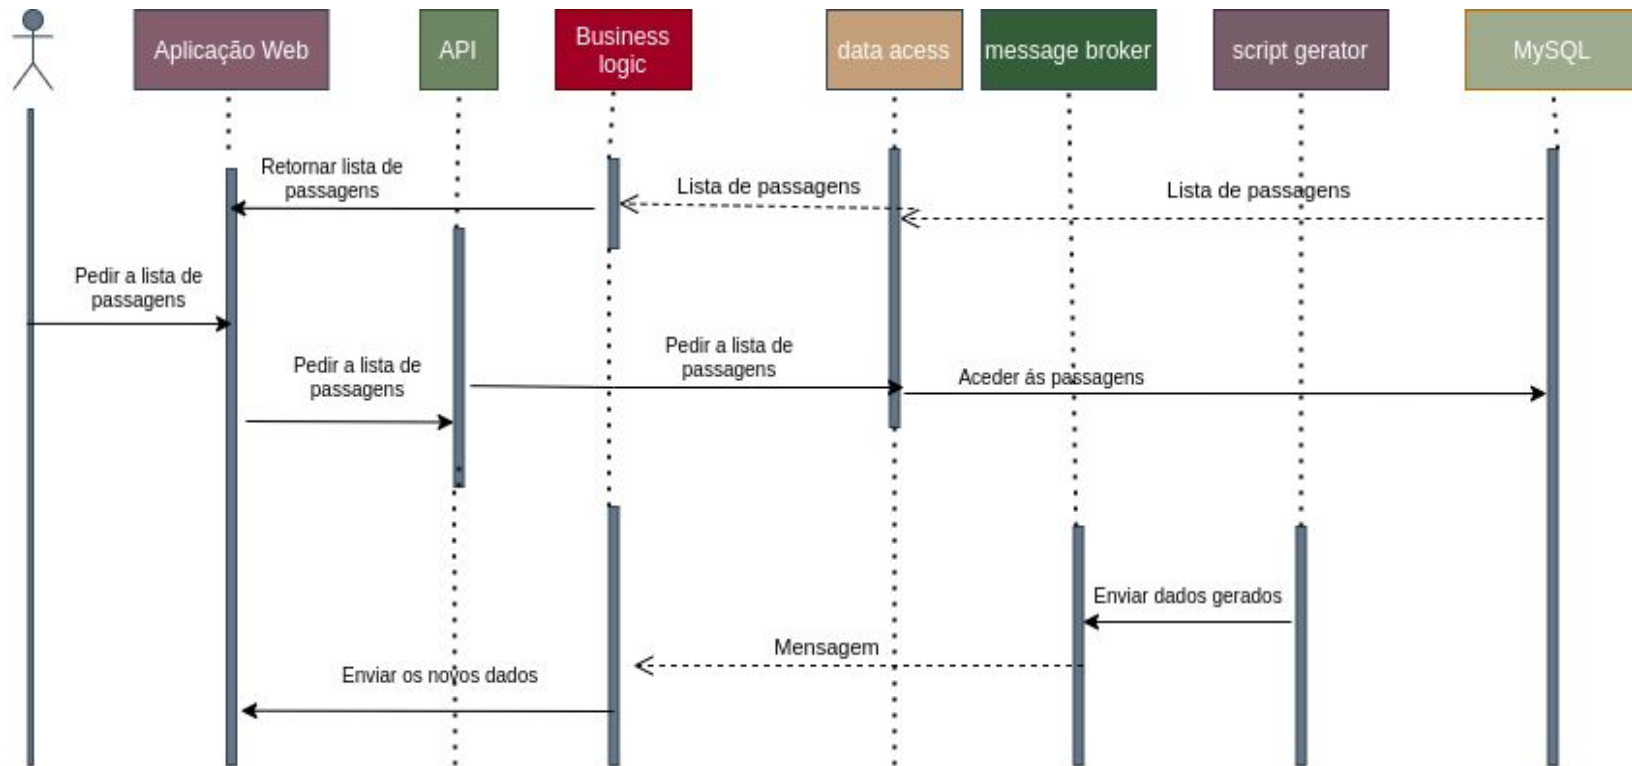 Aplicação Web
API
Business
logic
data acess
message broker
script gerator
MySQL
Retornar lista de
passagens
Lista de passagens
Lista de passagens
Pedir a lista de
passagens
Pedir a lista de
passagens
Pedir a lista de
passagens
Aceder ás passagens
Enviar dados gerados
Mensagem
Enviar os novos dados